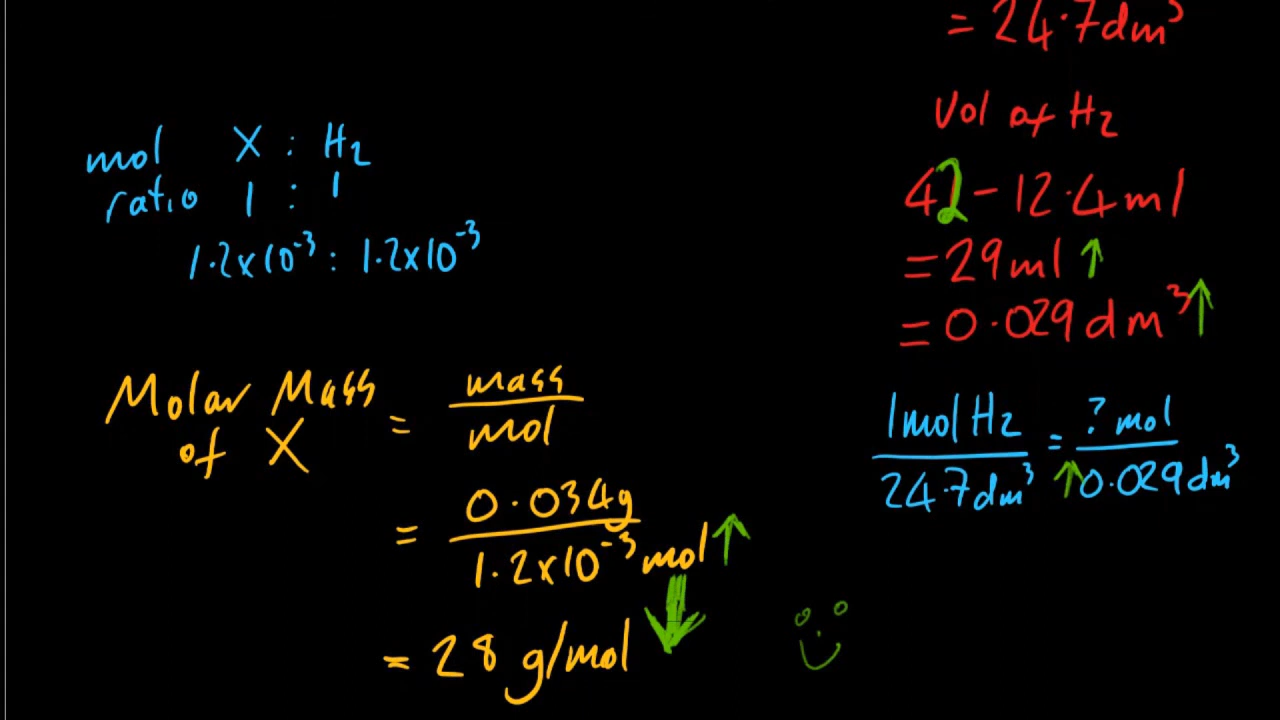 = 24.7dm³
Vol of H₂
42 - 12.4ml
= 29ml ↑
= 0.029dm³ ↑
mol X : H₂
ratio 1 : 1
1.2x10⁻³ : 1.2x10⁻³
Molar Mass of X = mass / mol
= 0.034g / 1.2x10⁻³ mol ↑
= 28 g/mol ↓
1mol H₂ / 24.7dm³ = ? mol / ↑ 0.029dm³